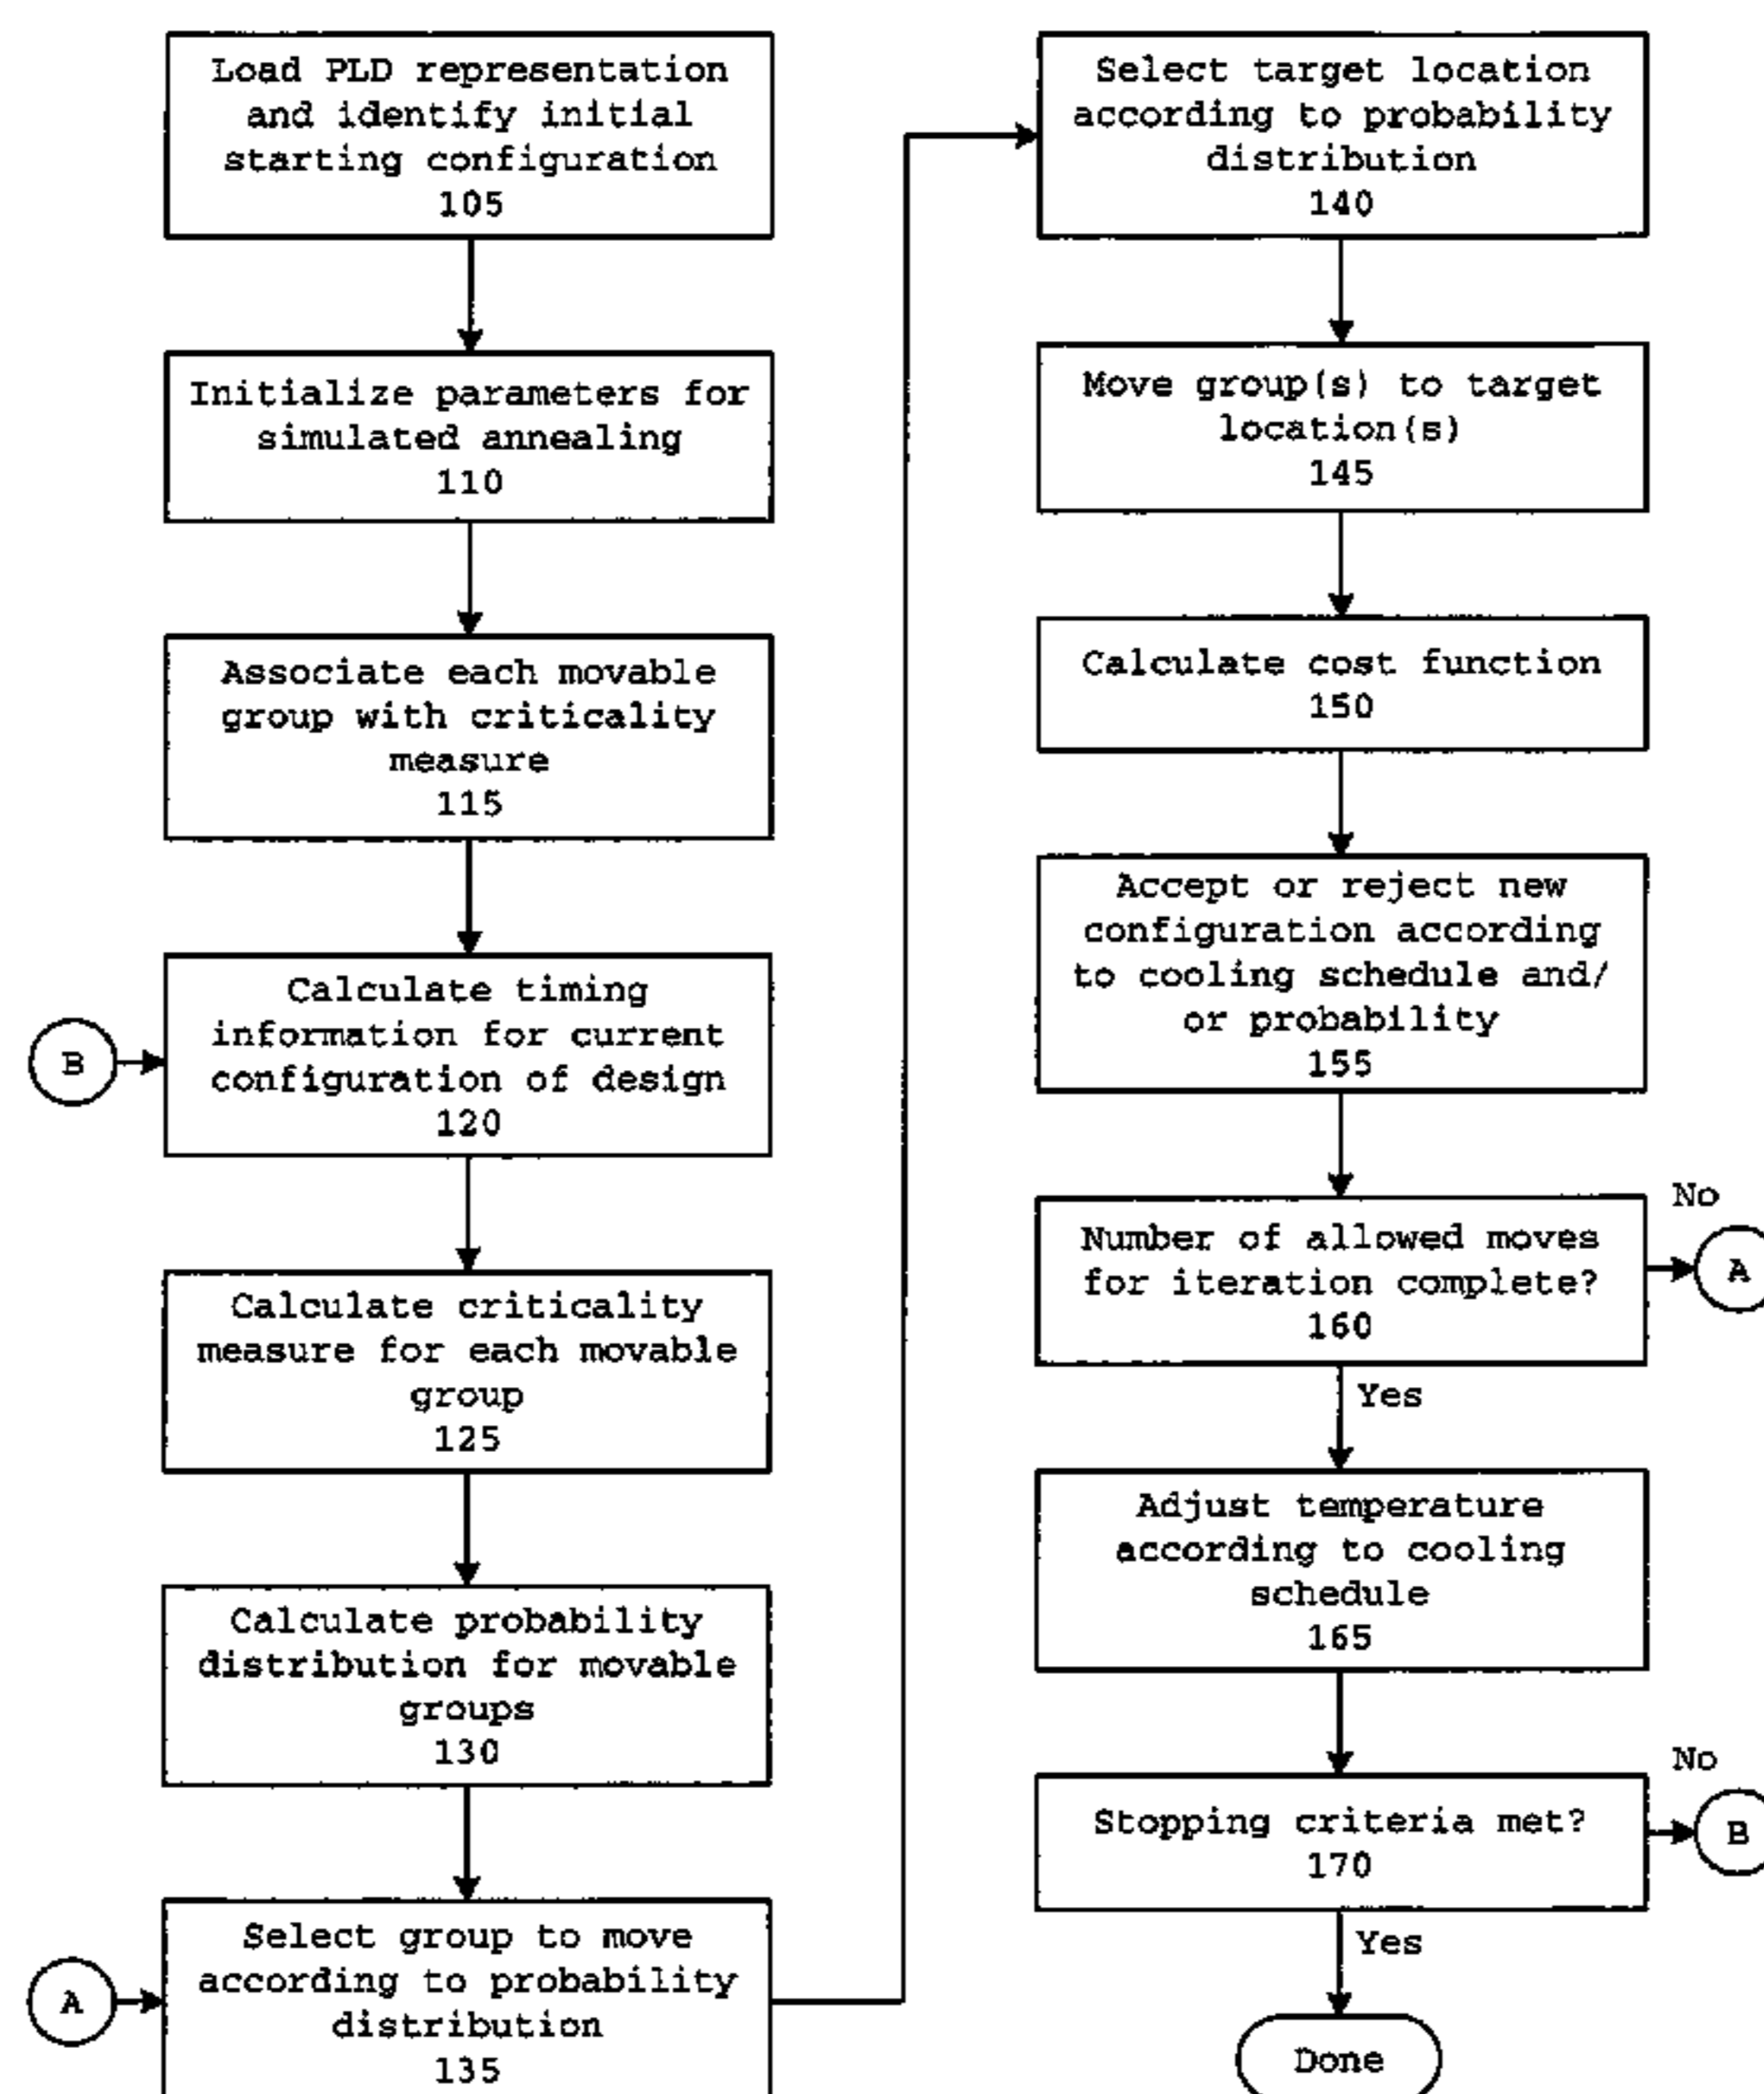 Load PLD representation
and identify initial
starting configuration
105
Initialize parameters for
simulated annealing
110
Associate each movable
group with criticality
measure
115
B
Calculate timing
information for current
configuration of design
120
Calculate criticality
measure for each movable
group
125
Calculate probability
distribution for movable
groups
130
A
Select group to move
according to probability
distribution
135
Select target location
according to probability
distribution
140
Move group(s) to target
location(s)
145
Calculate cost function
150
Accept or reject new
configuration according
to cooling schedule and/
or probability
155
Number of allowed moves
for iteration complete?
160
No
A
Yes
Adjust temperature
according to cooling
schedule
165
Stopping criteria met?
170
No
B
Yes
Done